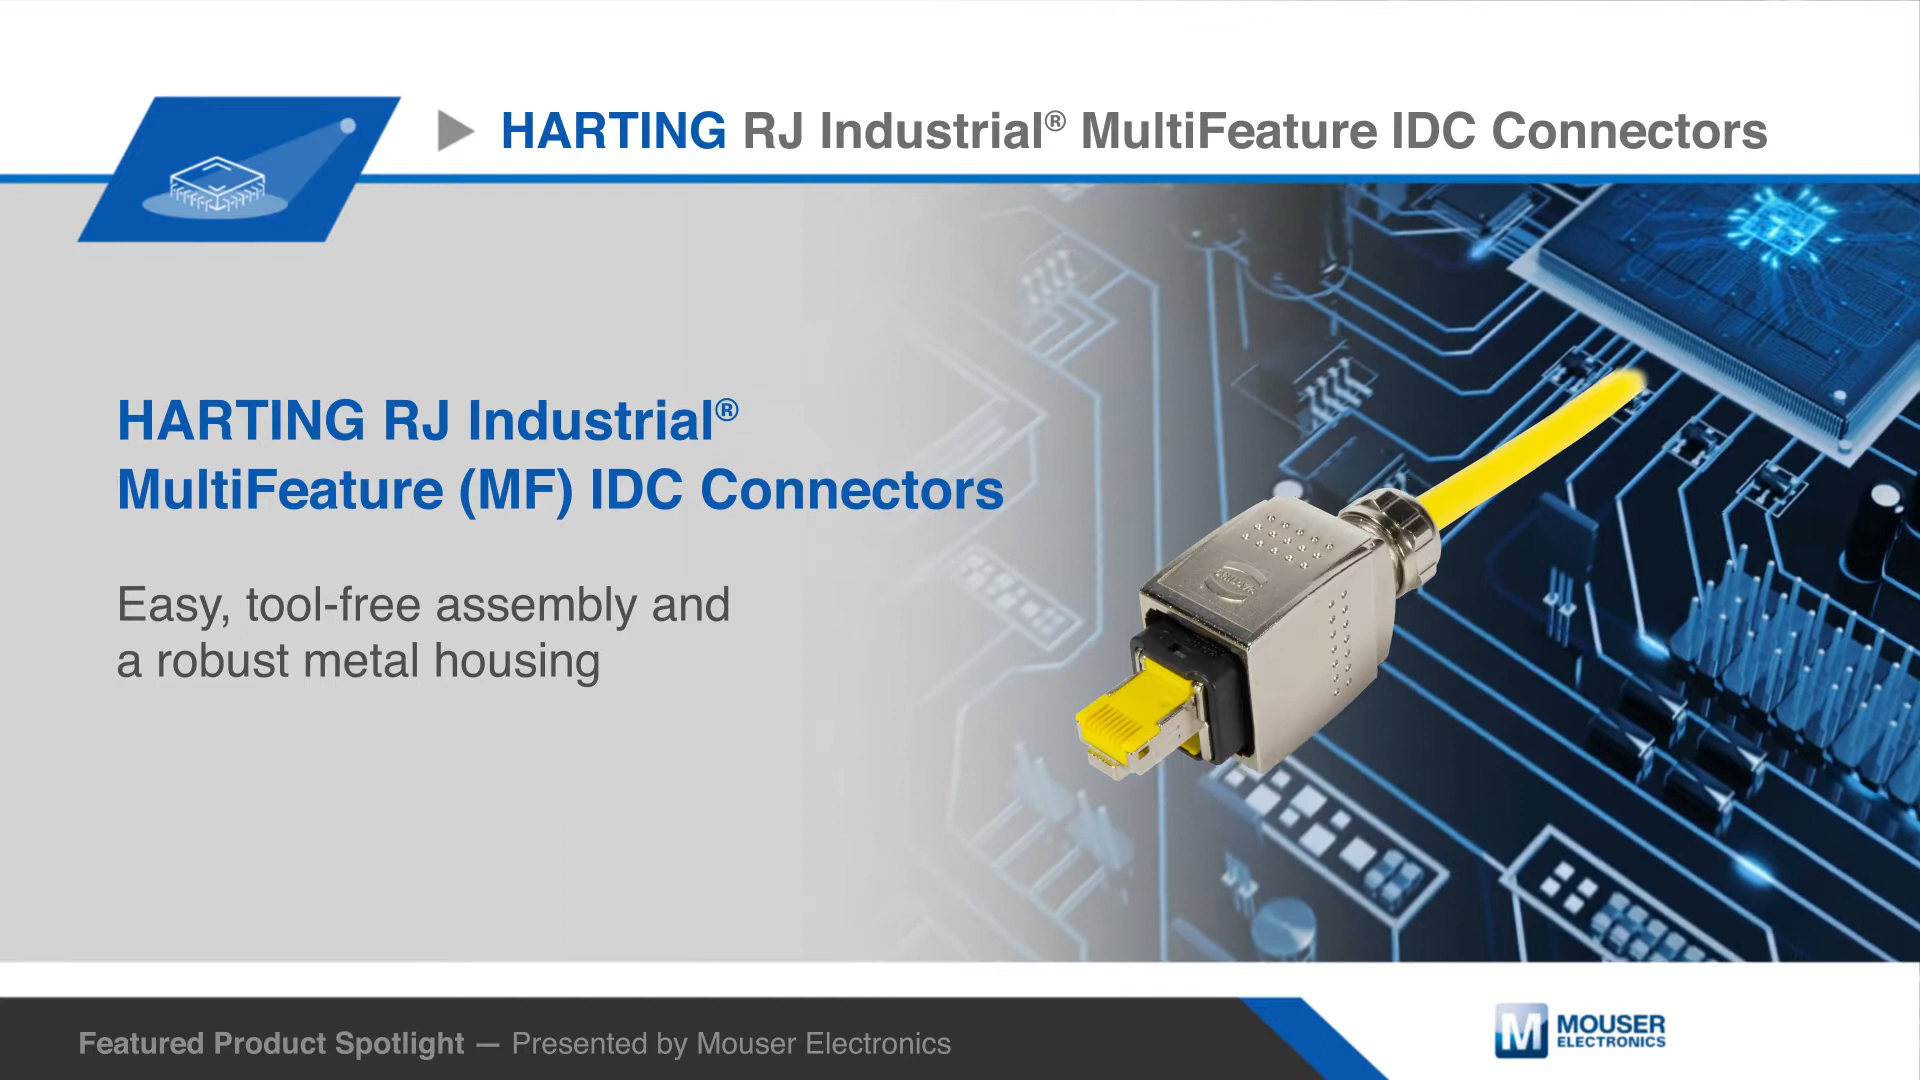 HARTING RJ Industrial® MultiFeature IDC Connectors
HARTING RJ Industrial®
MultiFeature (MF) IDC Connectors
Easy, tool-free assembly and
a robust metal housing
HARTING
Featured Product Spotlight — Presented by Mouser Electronics
M MOUSER
ELECTRONICS